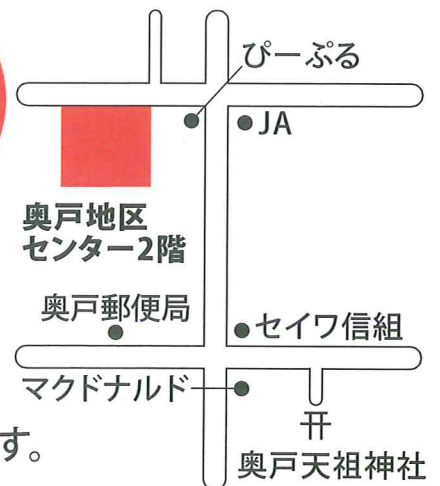 ぴーぷる
JA
奥戸地区
センター2階
奥戸郵便局
セイワ信組
マクドナルド
す。
奥戸天祖神社